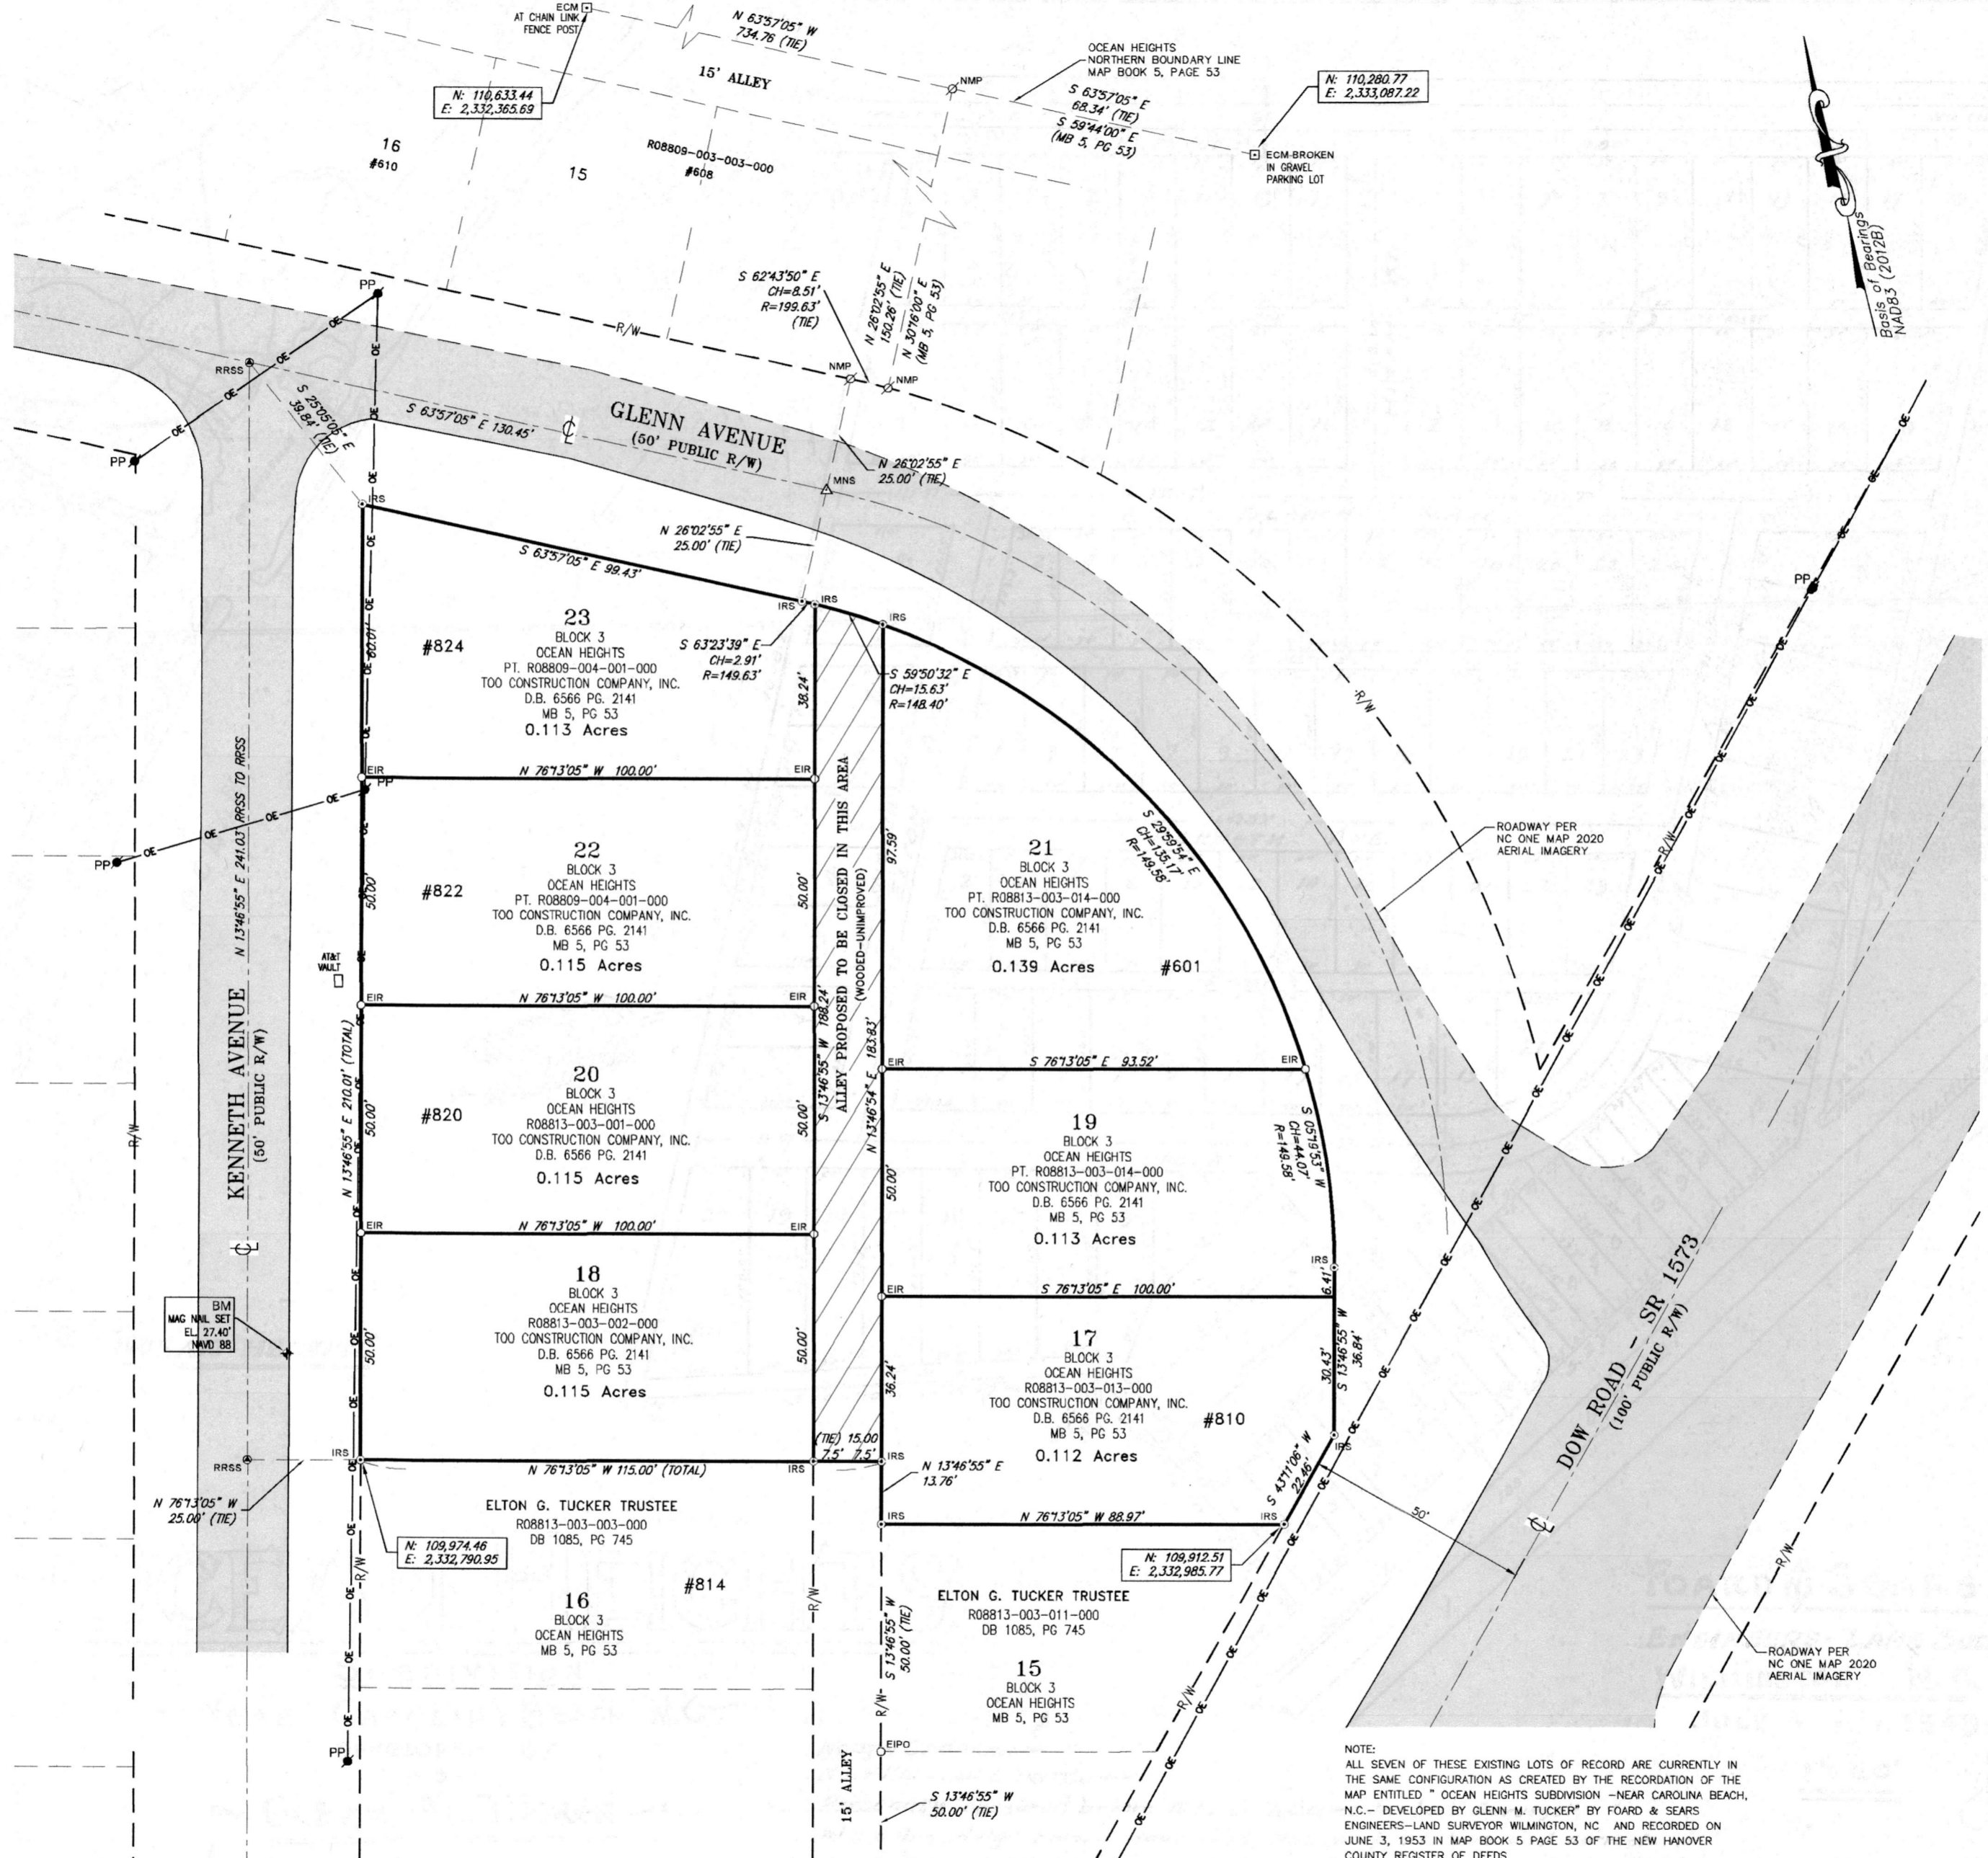 ECM
AT CHAIN LINK
FENCE POST
N 63°57'05" W
734.76 (TIE)
15' ALLEY
N: 110,633.44
E: 2,332,365.69
NMP
OCEAN HEIGHTS
NORTHERN BOUNDARY LINE
MAP BOOK 5, PAGE 53
S 63°57'05" E
68.34' (TIE)
S 59°44'00" E
(MB 5, PG 53)
N: 110,280.77
E: 2,333,087.22
ECM-BROKEN
IN GRAVEL
PARKING LOT
Basis of Bearings
NAD83 (2012B)
16
#610
15
R08809-003-003-000
#608
S 62°43'50" E
CH=8.51'
R=199.63'
(TIE)
N 26°02'55" E
150.26' (TIE)
N 30°16'00" E
(MB 5, PG 53)
PP
OE
OE
OE
OE
OE
R/W
NMP
NMP
RRSS
S 25°05'05" E
39.84' (TIE)
S 63°57'05" E 130.45'
GLENN AVENUE
(50' PUBLIC R/W)
N 26°02'55" E
25.00' (TIE)
MNS
PP
IRS
N 26°02'55" E
25.00' (TIE)
S 63°57'05" E 99.43'
IRS
IRS
IRS
PP
OE
OE
R/W
23
BLOCK 3
OCEAN HEIGHTS
PT. R08809-004-001-000
TOO CONSTRUCTION COMPANY, INC.
D.B. 6566 PG. 2141
MB 5, PG 53
0.113 Acres
#824
60.01'
S 63°23'39" E
CH=2.91'
R=149.63'
38.24'
S 59°50'32" E
CH=15.63'
R=148.40'
EIR
PP
N 76°13'05" W 100.00'
EIR
PP
OE
OE
OE
22
BLOCK 3
OCEAN HEIGHTS
PT. R08809-004-001-000
TOO CONSTRUCTION COMPANY, INC.
D.B. 6566 PG. 2141
MB 5, PG 53
0.115 Acres
#822
50.00'
50.00'
AT&T
VAULT
ALLEY PROPOSED TO BE CLOSED IN THIS AREA
(WOODED-UNIMPROVED)
97.59'
S 13°46'55" W 188.24'
N 13°46'54" E 183.83'
21
BLOCK 3
OCEAN HEIGHTS
PT. R08813-003-014-000
TOO CONSTRUCTION COMPANY, INC.
D.B. 6566 PG. 2141
MB 5, PG 53
0.139 Acres
#601
S 29°59'54" E
CH=135.17'
R=149.58'
ROADWAY PER
NC ONE MAP 2020
AERIAL IMAGERY
R/W
KENNETH AVENUE
(50' PUBLIC R/W)
N 13°46'55" E 241.03' RRSS TO RRSS
N 13°46'55" E 210.01' (TOTAL)
R/W
EIR
N 76°13'05" W 100.00'
EIR
EIR
S 76°13'05" E 93.52'
EIR
20
BLOCK 3
OCEAN HEIGHTS
R08813-003-001-000
TOO CONSTRUCTION COMPANY, INC.
D.B. 6566 PG. 2141
0.115 Acres
#820
50.00'
50.00'
19
BLOCK 3
OCEAN HEIGHTS
PT. R08813-003-014-000
TOO CONSTRUCTION COMPANY, INC.
D.B. 6566 PG. 2141
MB 5, PG 53
0.113 Acres
50.00'
S 05°19'53" W
CH=44.07'
R=149.58'
EIR
N 76°13'05" W 100.00'
EIR
EIR
S 76°13'05" E 100.00'
IRS
6.41'
18
BLOCK 3
OCEAN HEIGHTS
R08813-003-002-000
TOO CONSTRUCTION COMPANY, INC.
D.B. 6566 PG. 2141
MB 5, PG 53
0.115 Acres
50.00'
50.00'
BM
MAG NAIL SET
EL. 27.40'
NAVD 88
17
BLOCK 3
OCEAN HEIGHTS
R08813-003-013-000
TOO CONSTRUCTION COMPANY, INC.
D.B. 6566 PG. 2141
MB 5, PG 53
0.112 Acres
#810
36.24'
30.43'
S 13°46'55" W
36.84'
IRS
S 43°11'06" W
22.46'
DOW ROAD - SR 1573
(100' PUBLIC R/W)
50'
RRSS
IRS
N 76°13'05" W 115.00' (TOTAL)
(TIE) 15.00
7.5' 7.5'
IRS
IRS
N 13°46'55" E
13.76'
N 76°13'05" W
25.00' (TIE)
IRS
N 76°13'05" W 88.97'
IRS
N: 109,974.46
E: 2,332,790.95
ELTON G. TUCKER TRUSTEE
R08813-003-003-000
DB 1085, PG 745
#814
16
BLOCK 3
OCEAN HEIGHTS
MB 5, PG 53
N: 109,912.51
E: 2,332,985.77
ELTON G. TUCKER TRUSTEE
R08813-003-011-000
DB 1085, PG 745
15
BLOCK 3
OCEAN HEIGHTS
MB 5, PG 53
S 13°46'55" W
50.00' (TIE)
R/W
R/W
R/W
R/W
R/W
PP
EIPO
15' ALLEY
S 13°46'55" W
50.00' (TIE)
ROADWAY PER
NC ONE MAP 2020
AERIAL IMAGERY
NOTE:
ALL SEVEN OF THESE EXISTING LOTS OF RECORD ARE CURRENTLY IN
THE SAME CONFIGURATION AS CREATED BY THE RECORDATION OF THE
MAP ENTITLED " OCEAN HEIGHTS SUBDIVISION -NEAR CAROLINA BEACH,
N.C.- DEVELOPED BY GLENN M. TUCKER" BY FOARD & SEARS
ENGINEERS-LAND SURVEYOR WILMINGTON, NC AND RECORDED ON
JUNE 3, 1953 IN MAP BOOK 5 PAGE 53 OF THE NEW HANOVER
COUNTY REGISTER OF DEEDS